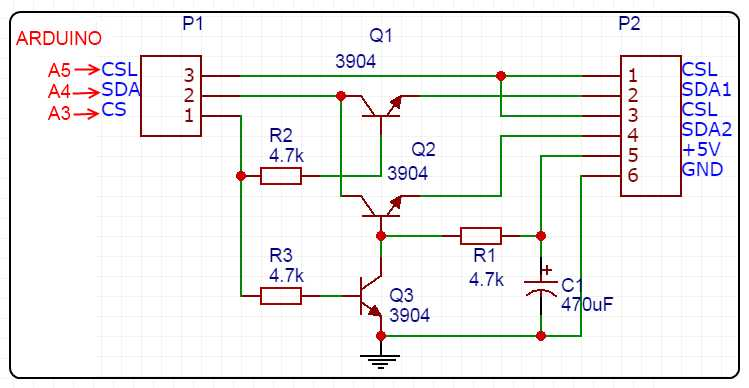 P1
P2
ARDUINO
Q1
3904
A5 CSL 3
A4 SDA 2
A3 CS 1
1 CSL
2 SDA1
3 CSL
4 SDA2
5 +5V
6 GND
R2
4.7k
Q2
3904
R3
4.7k
R1
4.7k
Q3
3904
+
C1
470uF